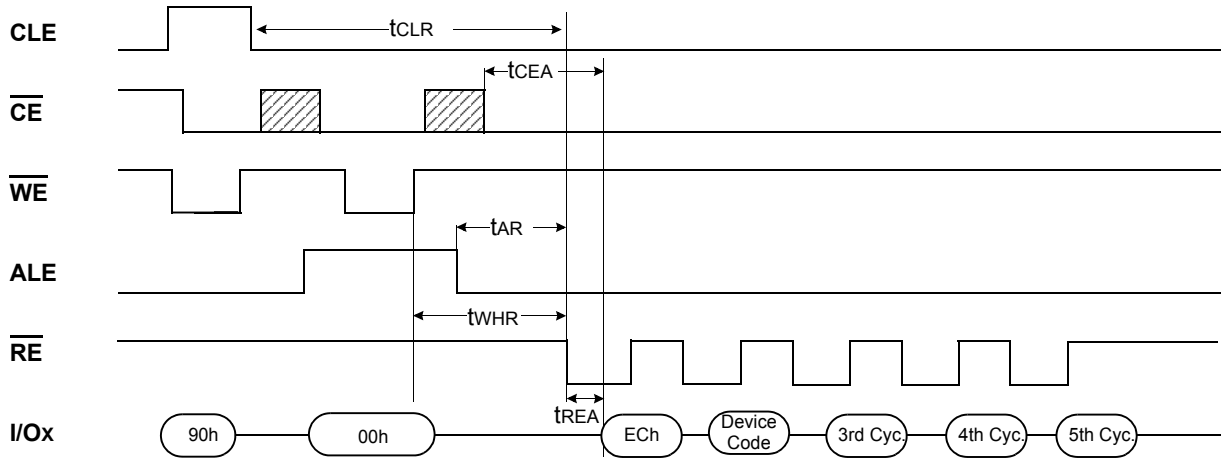 CLE
tCLR
tCEA
CE
WE
tAR
ALE
tWHR
RE
tREA
I/Ox
90h
00h
ECh
Device
Code
3rd Cyc.
4th Cyc.
5th Cyc.